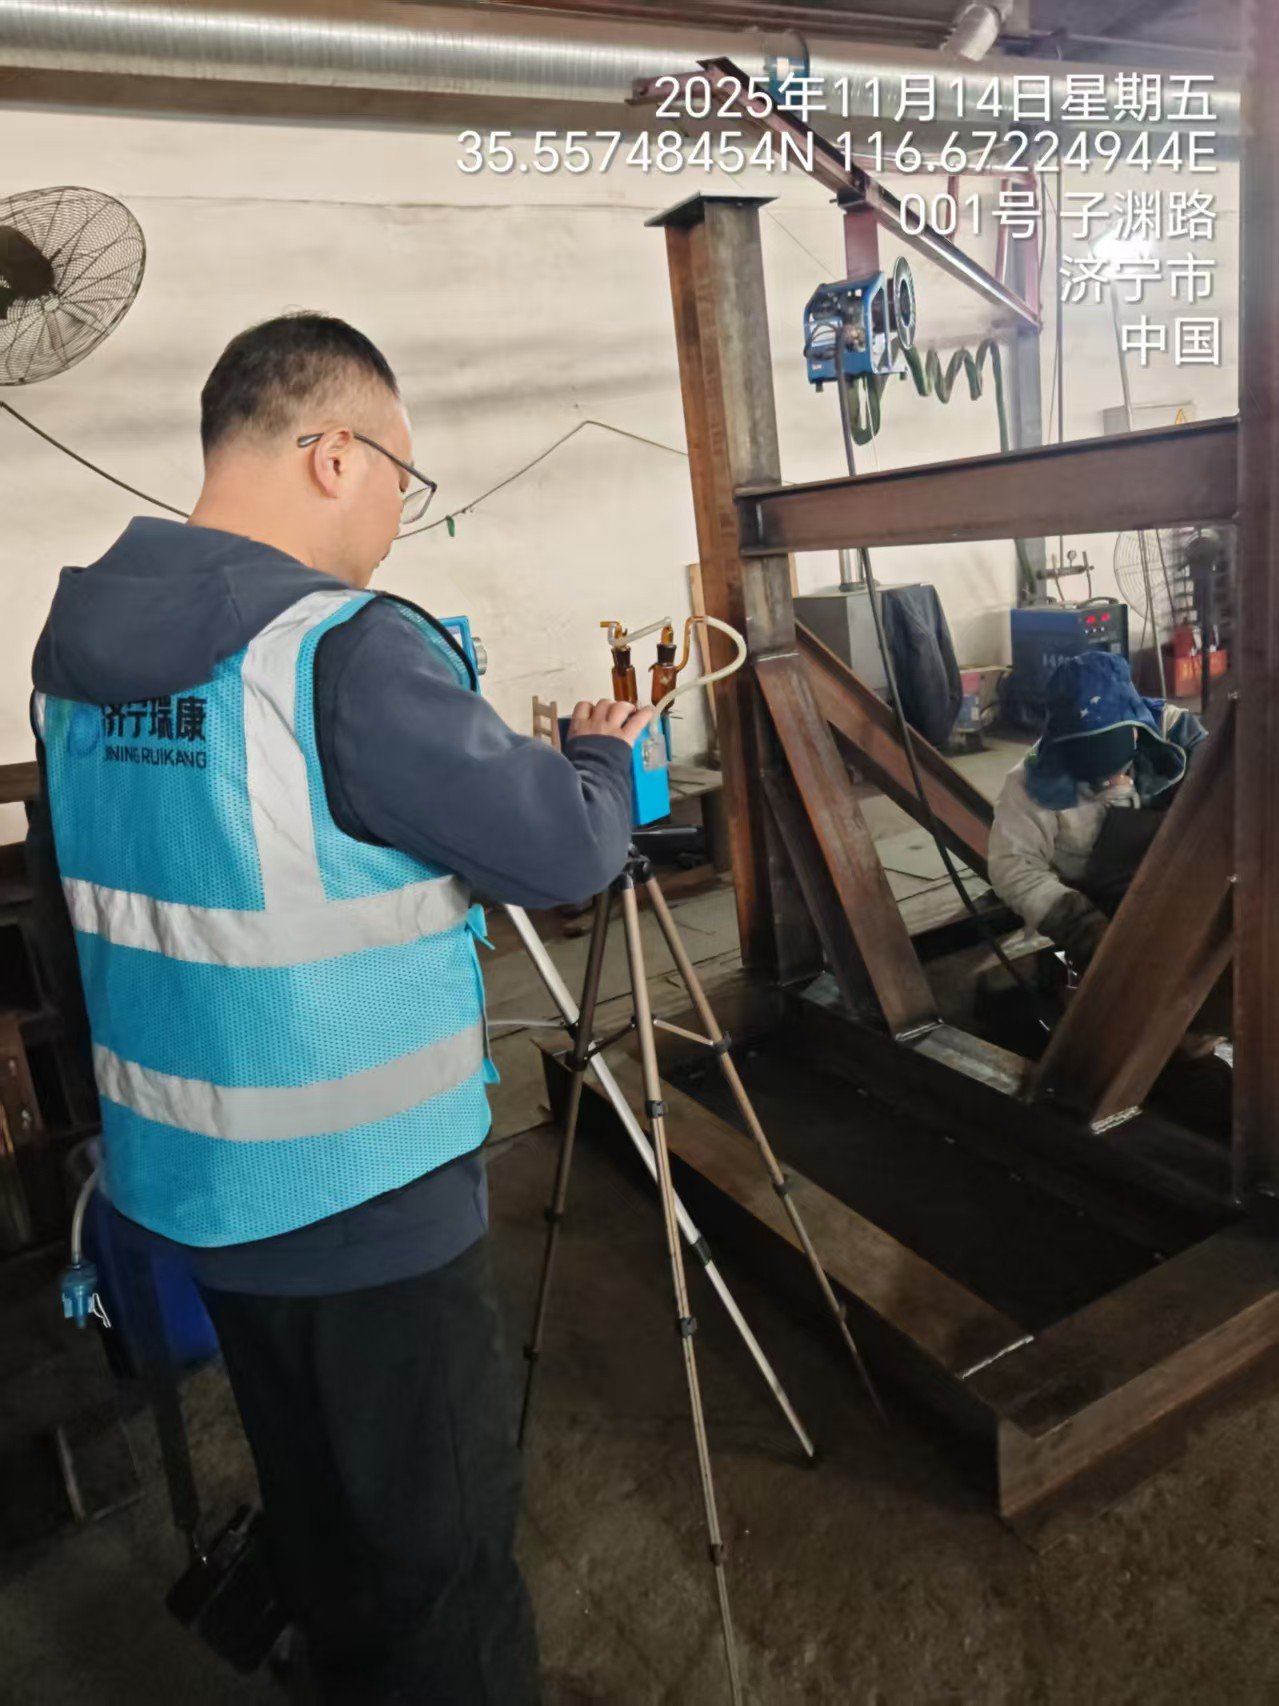 2025年11月14日星期五
35.55748454N 116.67224944E
001号 子渊路
济宁市
中国
济宁瑞康
JINING RUIKANG